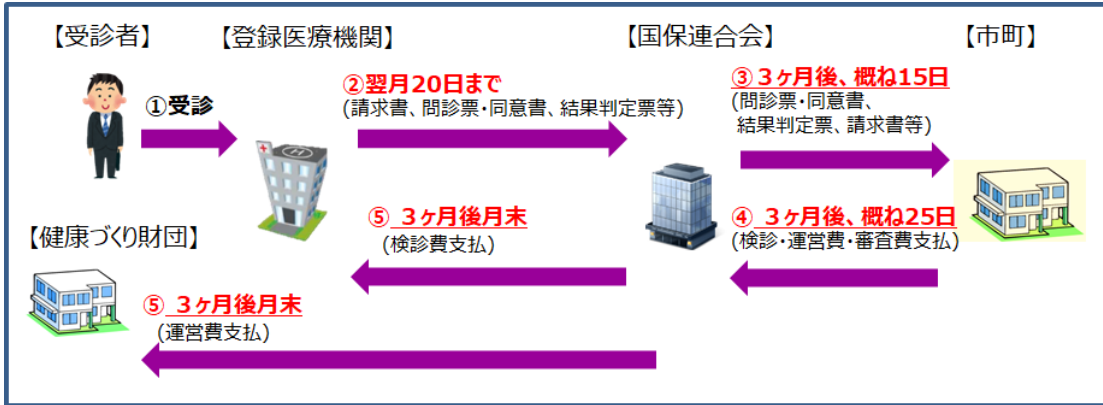 【受診者】
【登録医療機関】
【国保連合会】
【市町】
①受診
②翌月20日まで
(請求書、問診票・同意書、結果判定票等)
③３ヶ月後、概ね15日
(問診票・同意書、
結果判定票、請求書等)
⑤ ３ヶ月後月末
(検診費支払)
④ ３ヶ月後、概ね25日
(検診・運営費・審査費支払)
【健康づくり財団】
⑤ ３ヶ月後月末
(運営費支払)